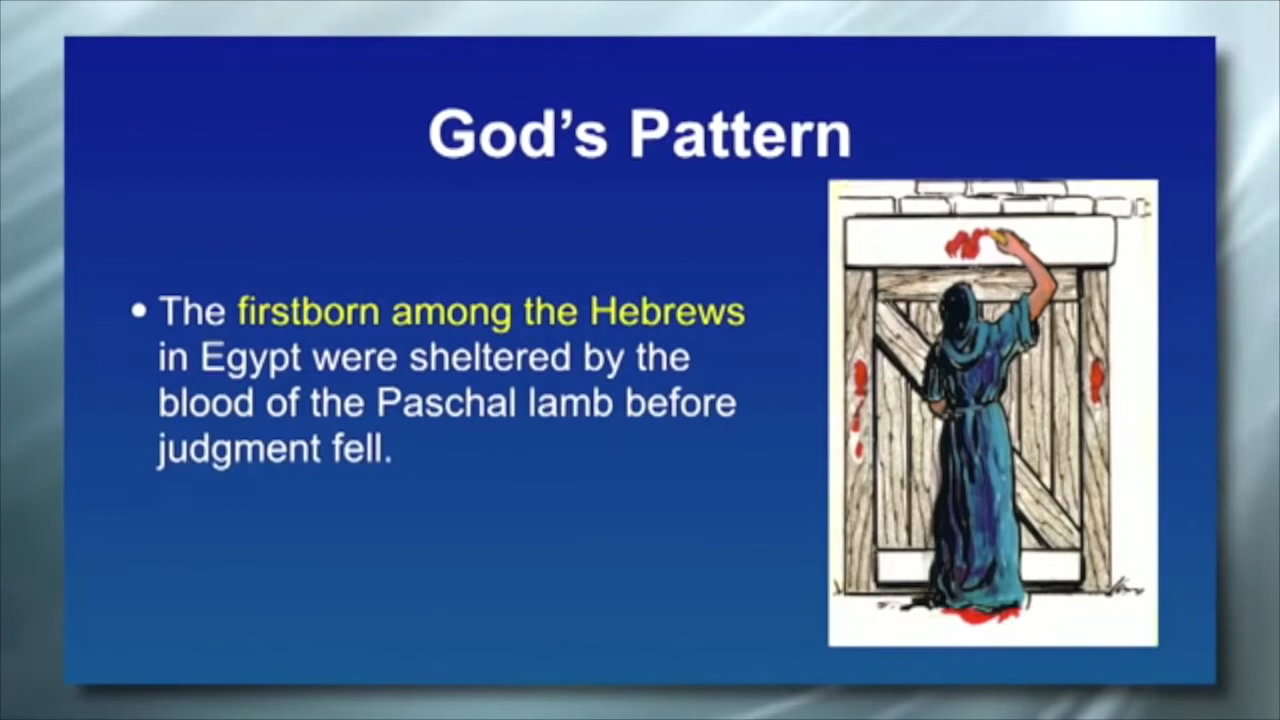 God's Pattern
• The firstborn among the Hebrews
in Egypt were sheltered by the
blood of the Paschal lamb before
judgment fell.